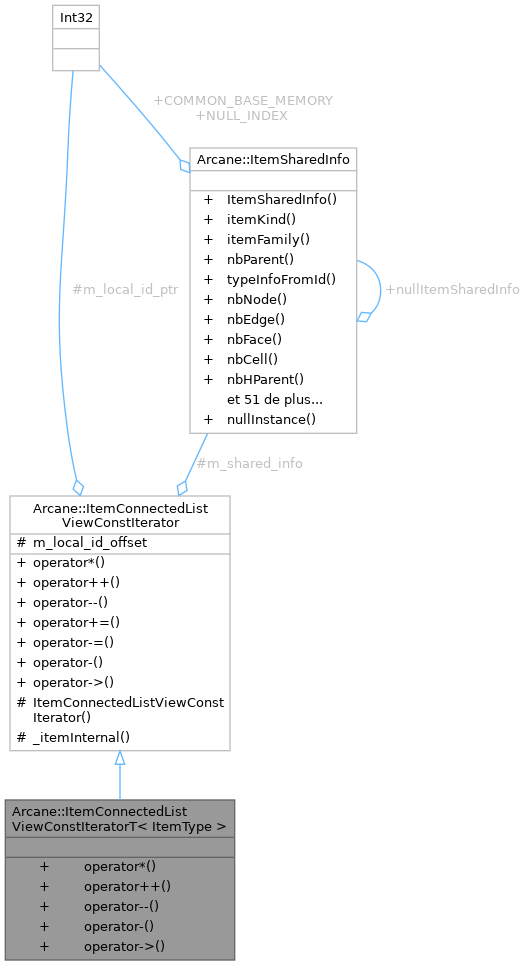 Int32
+COMMON_BASE_MEMORY
+NULL_INDEX
Arcane::ItemSharedInfo
+ ItemSharedInfo()
+ itemKind()
+ itemFamily()
+ nbParent()
+ typeInfoFromId()
+ nbNode()
+ nbEdge()
+ nbFace()
+ nbCell()
+ nbHParent()
et 51 de plus...
+ nullInstance()
+nullItemSharedInfo
#m_local_id_ptr
#m_shared_info
Arcane::ItemConnectedList
ViewConstIterator
# m_local_id_offset
+ operator*()
+ operator++()
+ operator--()
+ operator+=()
+ operator-=()
+ operator-()
+ operator->()
# ItemConnectedListViewConst
Iterator()
# _itemInternal()
Arcane::ItemConnectedList
ViewConstIteratorT< ItemType >
+ operator*()
+ operator++()
+ operator--()
+ operator-()
+ operator->()